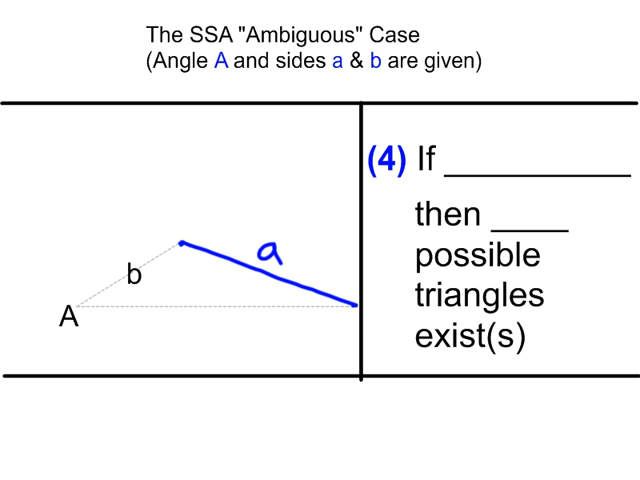 The SSA "Ambiguous" Case
(Angle A and sides a & b are given)
(4) If __________
then ____
possible
triangles
exist(s)
a
b
A